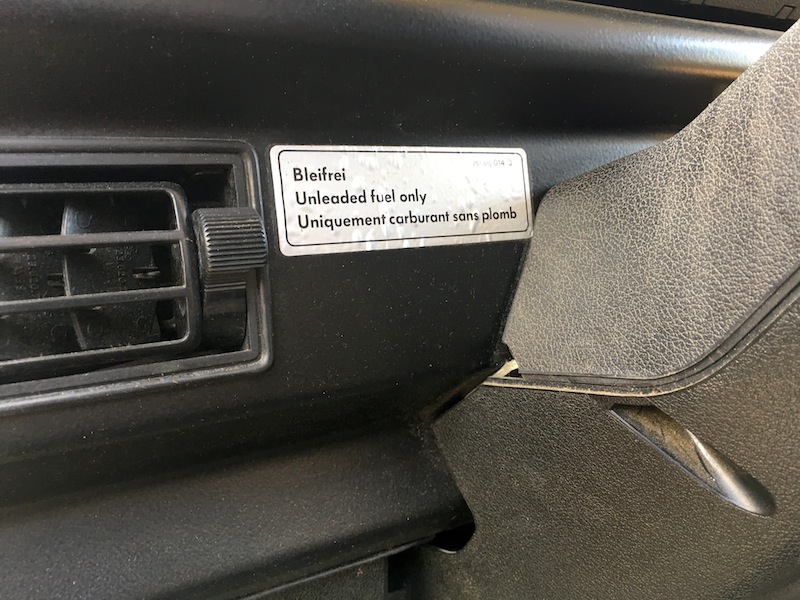 Bleifrei
Unleaded fuel only
Uniquement carburant sans plomb